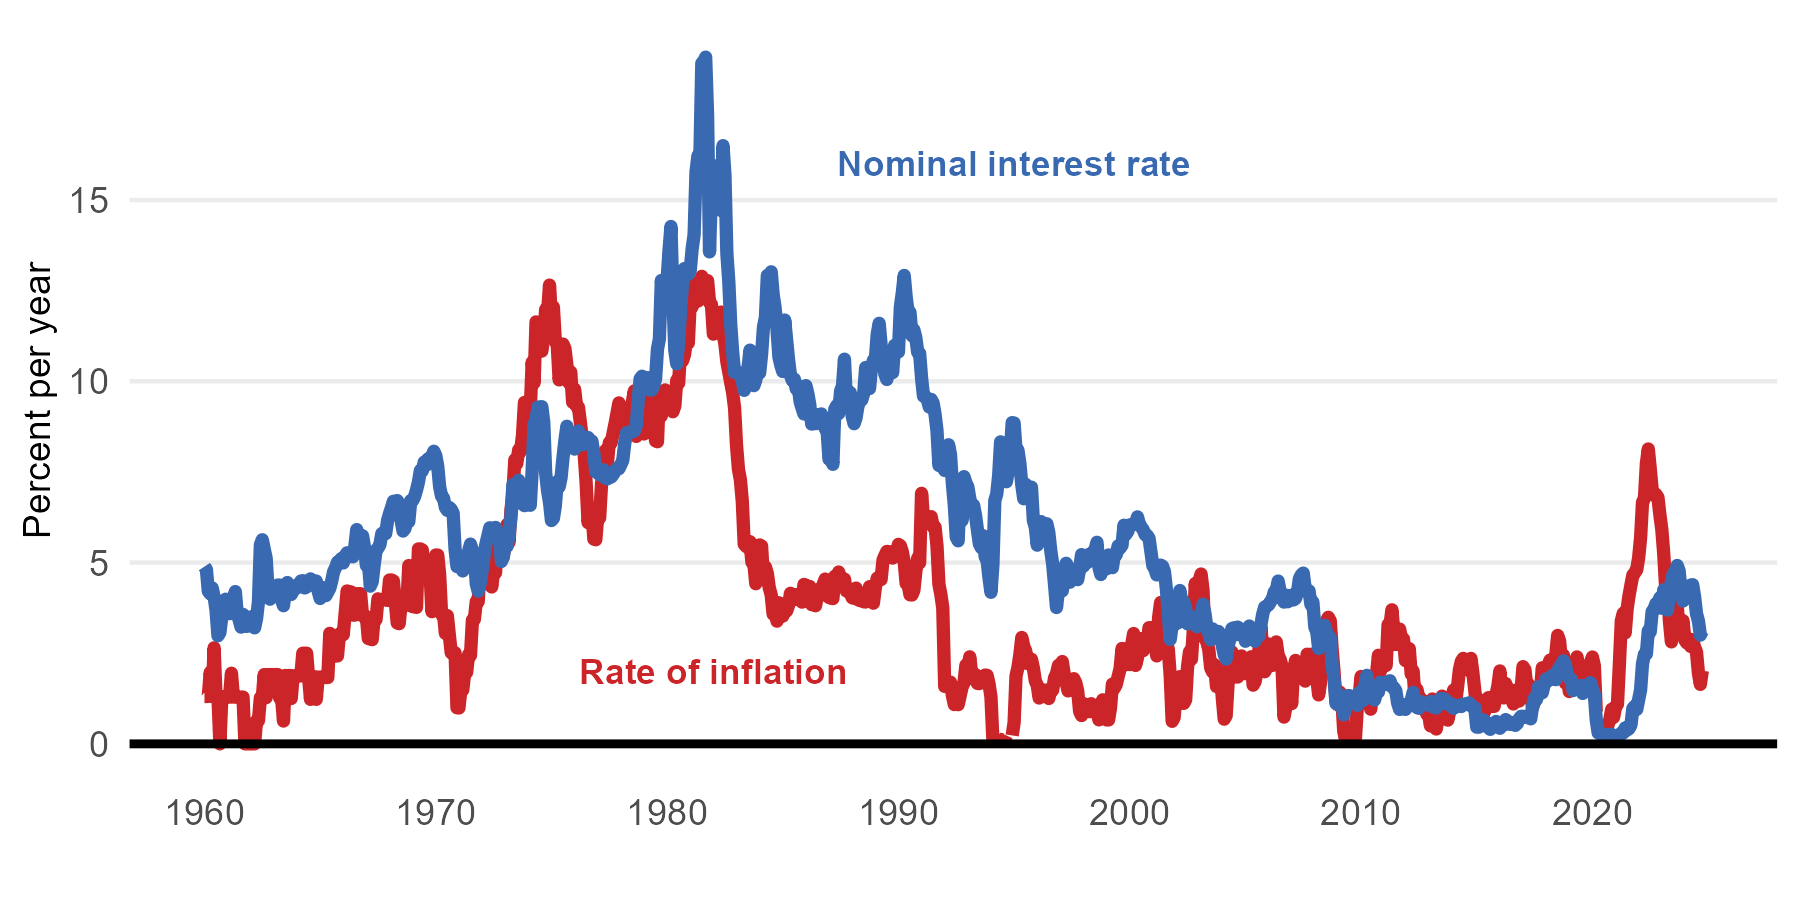 Nominal interest rate
15
10
Percent per year
5
Rate of inflation
0
1960 1970 1980 1990 2000 2010 2020